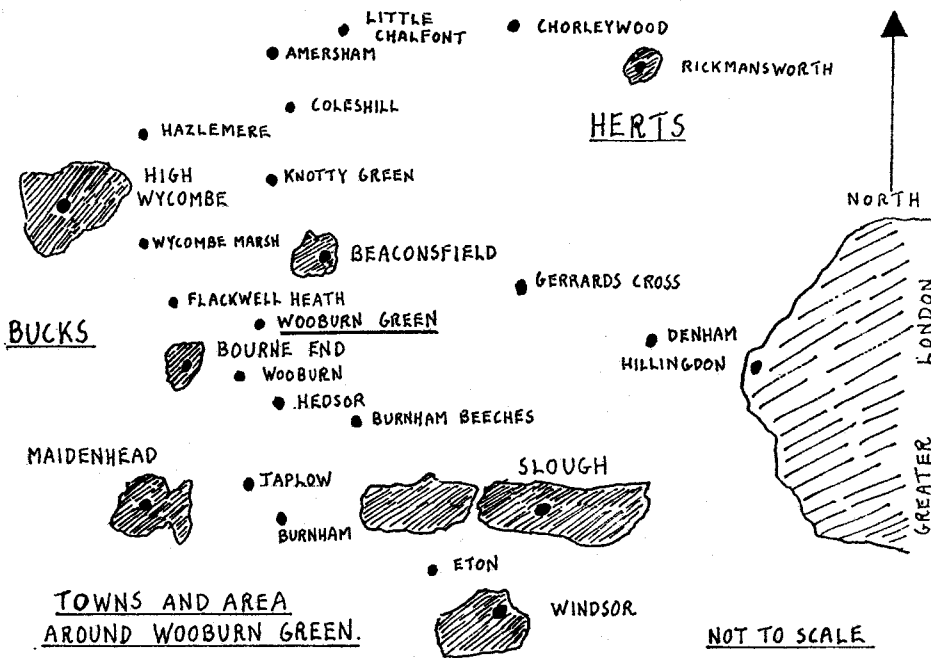 LITTLE
CHALFONT
CHORLEYWOOD
AMERSHAM
RICKMANSWORTH
COLESHILL
HERTS
HAZLEMERE
HIGH
WYCOMBE
KNOTTY GREEN
NORTH
WYCOMBE MARSH
BEACONSFIELD
GERRARDS CROSS
FLACKWELL HEATH
WOOBURN GREEN
BUCKS
BOURNE END
DENHAM
HILLINGDON
GREATER LONDON
WOOBURN
HEDSOR
BURNHAM BEECHES
MAIDENHEAD
SLOUGH
TAPLOW
BURNHAM
ETON
TOWNS AND AREA
AROUND WOOBURN GREEN.
WINDSOR
NOT TO SCALE